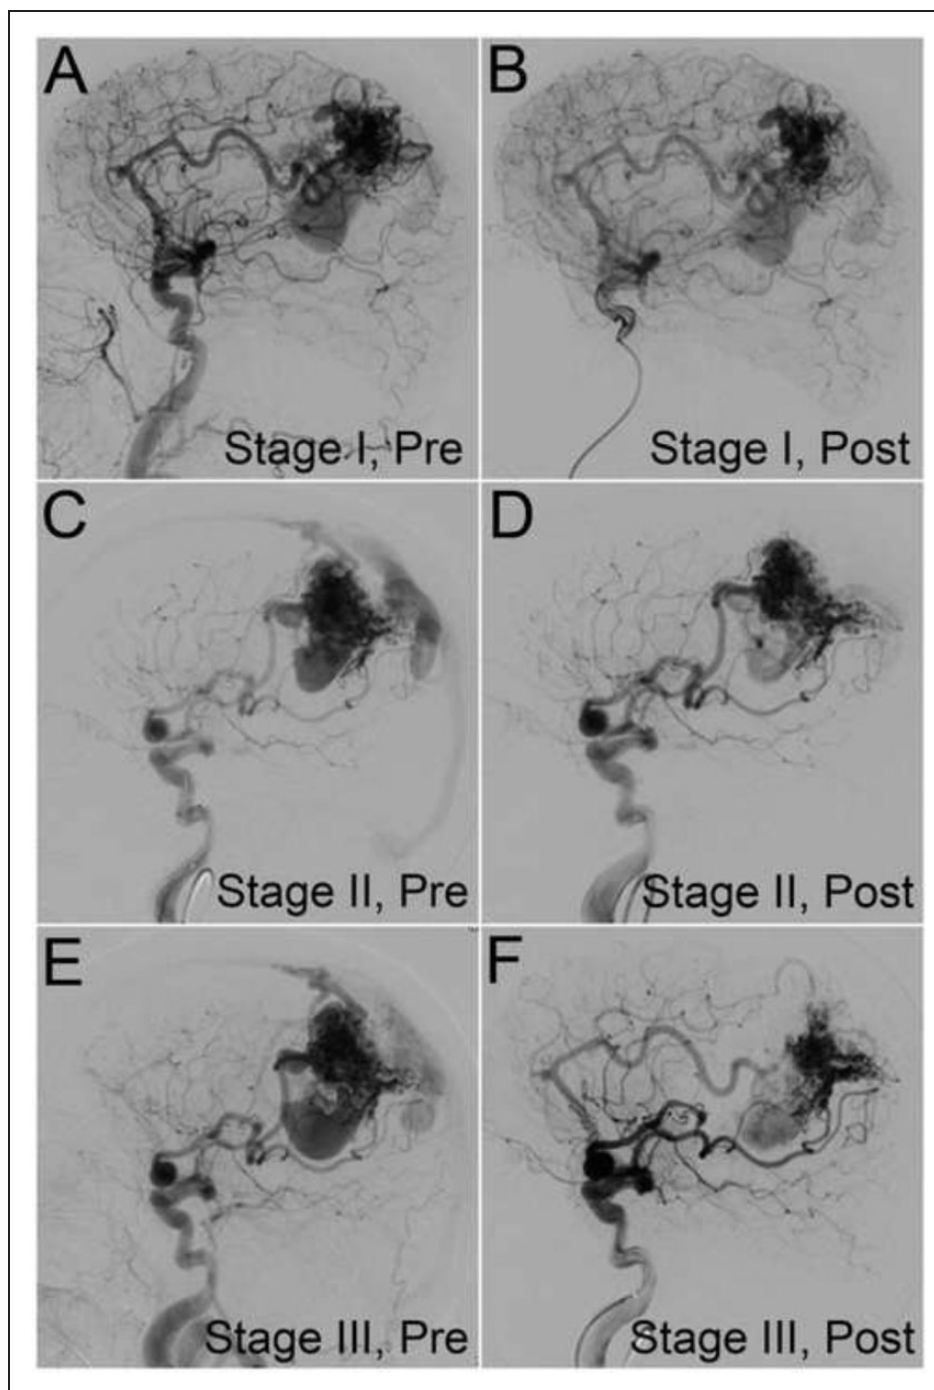 A
B
Stage I, Pre
Stage I, Post
C
D
Stage II, Pre
Stage II, Post
E
F
Stage III, Pre
Stage III, Post